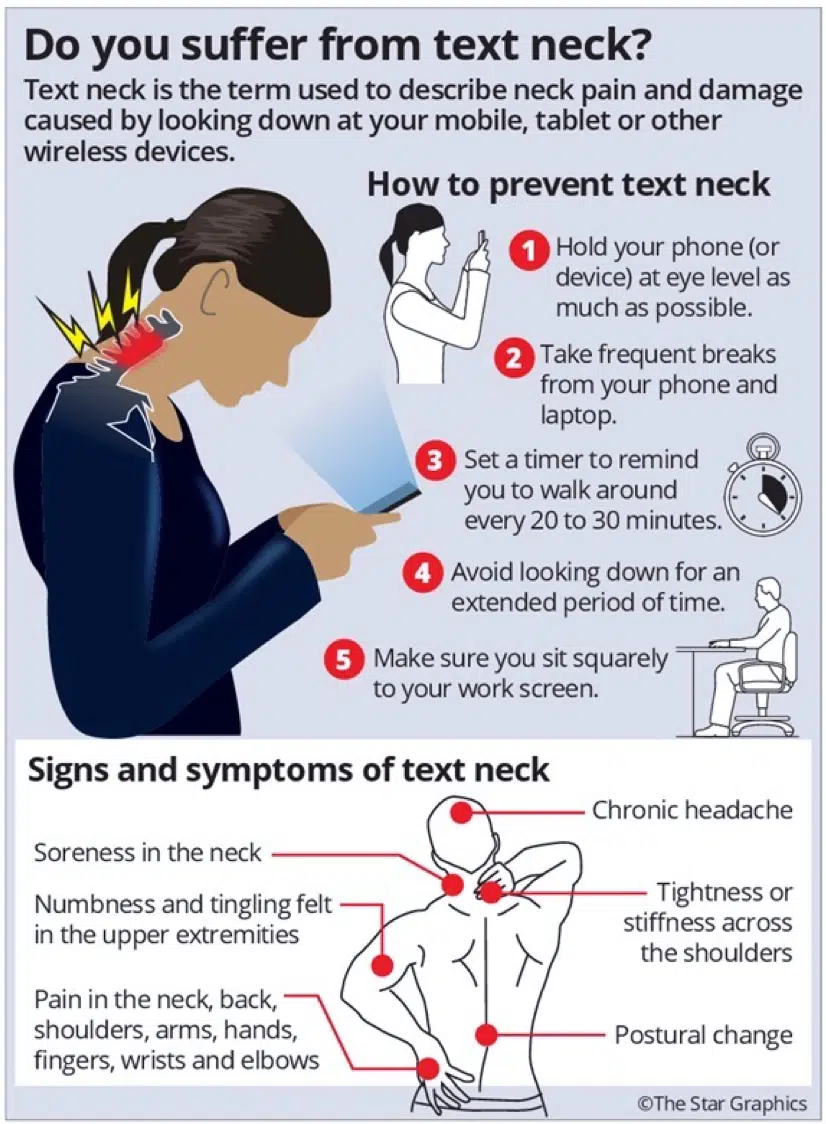 Do you suffer from text neck?
Text neck is the term used to describe neck pain and damage
caused by looking down at your mobile, tablet or other
wireless devices.
How to prevent text neck
1 Hold your phone (or
device) at eye level as
much as possible.
2 Take frequent breaks
from your phone and
laptop.
3 Set a timer to remind
you to walk around
every 20 to 30 minutes.
4 Avoid looking down for an
extended period of time.
5 Make sure you sit squarely
to your work screen.
Signs and symptoms of text neck
Chronic headache
Soreness in the neck
Tightness or
stiffness across
the shoulders
Numbness and tingling felt
in the upper extremities
Pain in the neck, back,
shoulders, arms, hands,
fingers, wrists and elbows
Postural change
©The Star Graphics